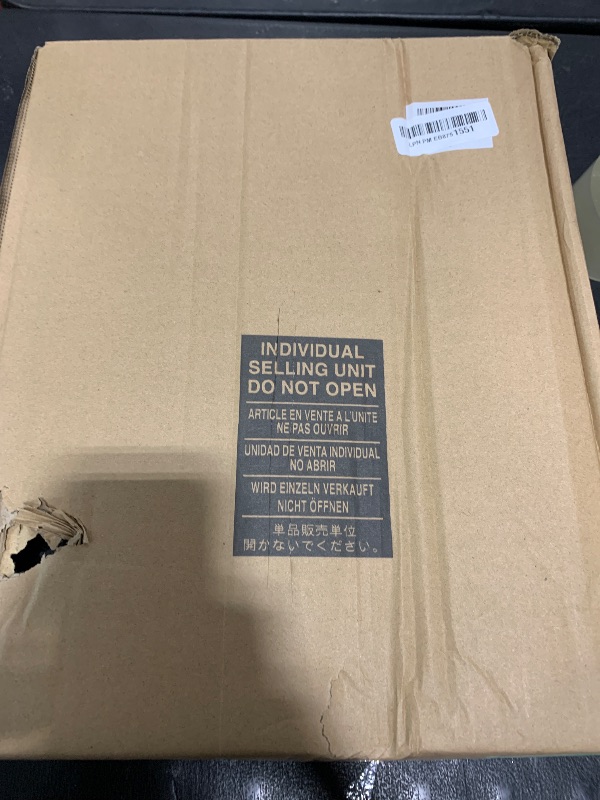 1551
INDIVIDUAL
SELLING UNIT
DO NOT OPEN
ARTICLE EN VENTE A L'UNITE
NE PAS OUVRIR
UNIDAD DE VENTA INDIVIDUAL
NO ABRIR
WIRD EINZELN VERKAUFT
NICHT ÖFFNEN
単品販売単位
開かないでください。